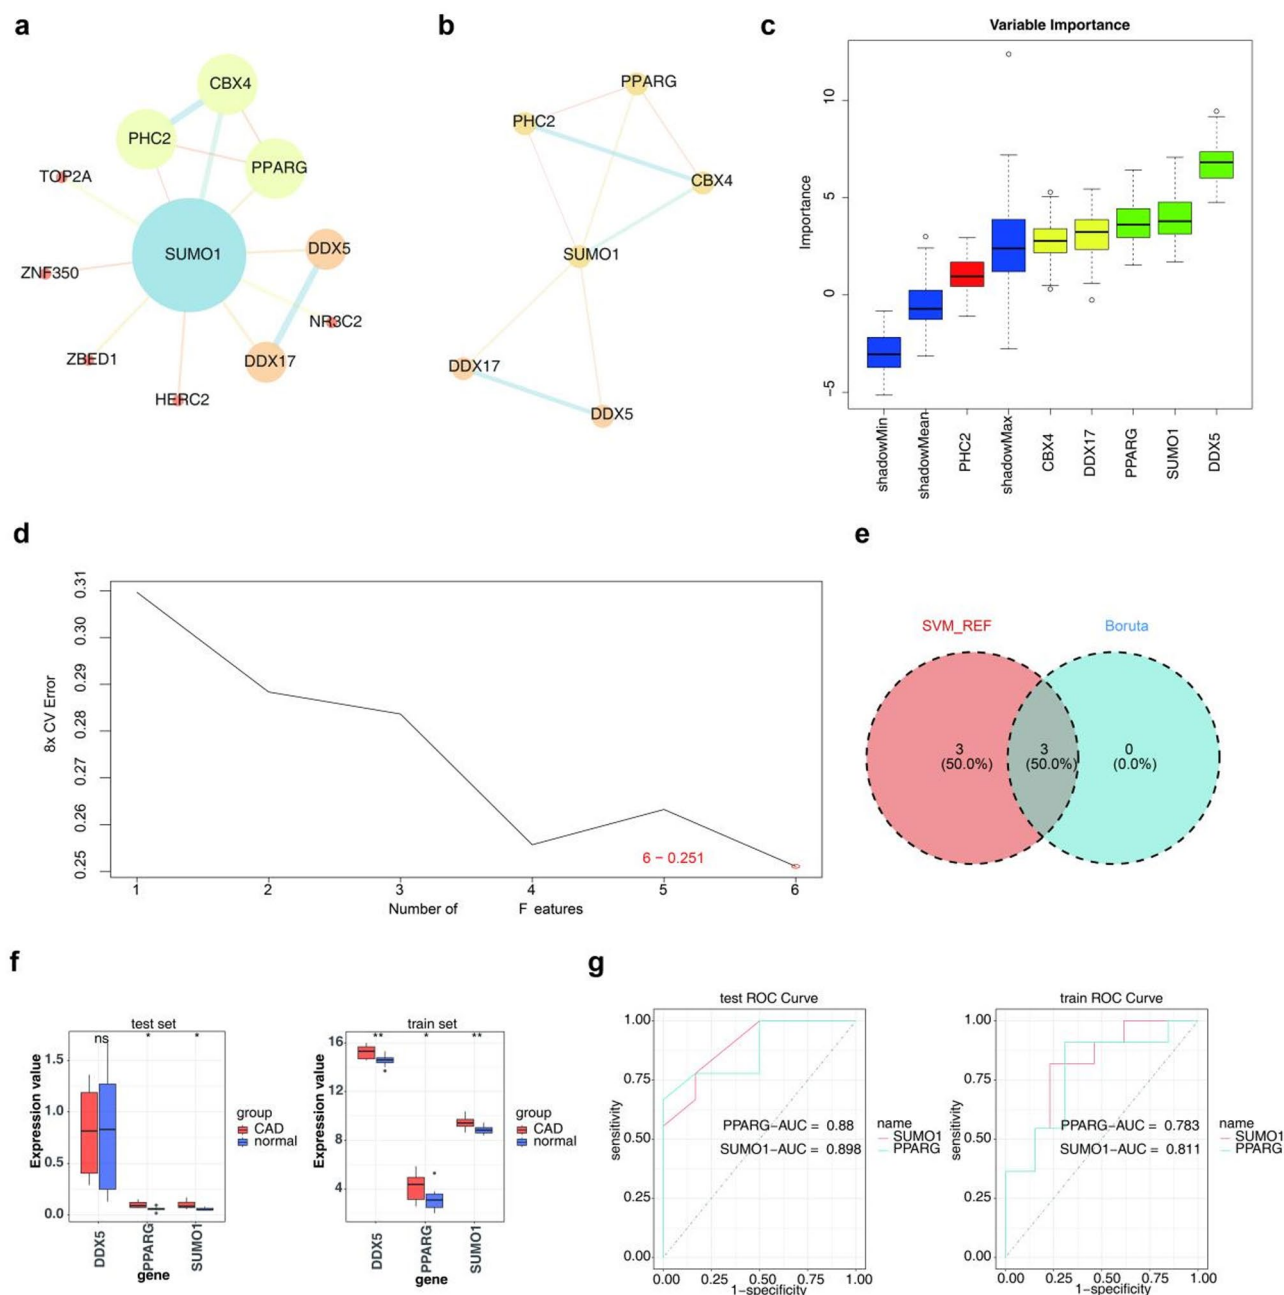 a
CBX4
PHC2
PPARG
TOP2A
SUMO1
DDX5
ZNF350
NR3C2
ZBED1
DDX17
HERC2
b
PPARG
PHC2
CBX4
SUMO1
DDX17
DDX5
c
Variable Importance
Importance
10
5
0
−5
shadowMin
shadowMean
PHC2
shadowMax
CBX4
DDX17
PPARG
SUMO1
DDX5
d
8x CV Error
0.31
0.30
0.29
0.28
0.27
0.26
0.25
6 − 0.251
1 2 3 4 5 6
Number of F eatures
e
SVM_REF Boruta
3 3 0
(50.0%) (50.0%) (0.0%)
f
test set
ns * *
Expression value
1.5
1.0
0.5
0.0
DDX5 PPARG SUMO1
gene
group
CAD
normal
train set
** * **
Expression value
16
12
8
4
DDX5 PPARG SUMO1
gene
group
CAD
normal
g
test ROC Curve
sensitivity
1.00
0.75
0.50
0.25
0.00
PPARG−AUC = 0.88
SUMO1−AUC = 0.898
0.00 0.25 0.50 0.75 1.00
1−specificity
name
SUMO1
PPARG
train ROC Curve
sensitivity
1.00
0.75
0.50
0.25
0.00
PPARG−AUC = 0.783
SUMO1−AUC = 0.811
0.00 0.25 0.50 0.75 1.00
1−specificity
name
SUMO1
PPARG